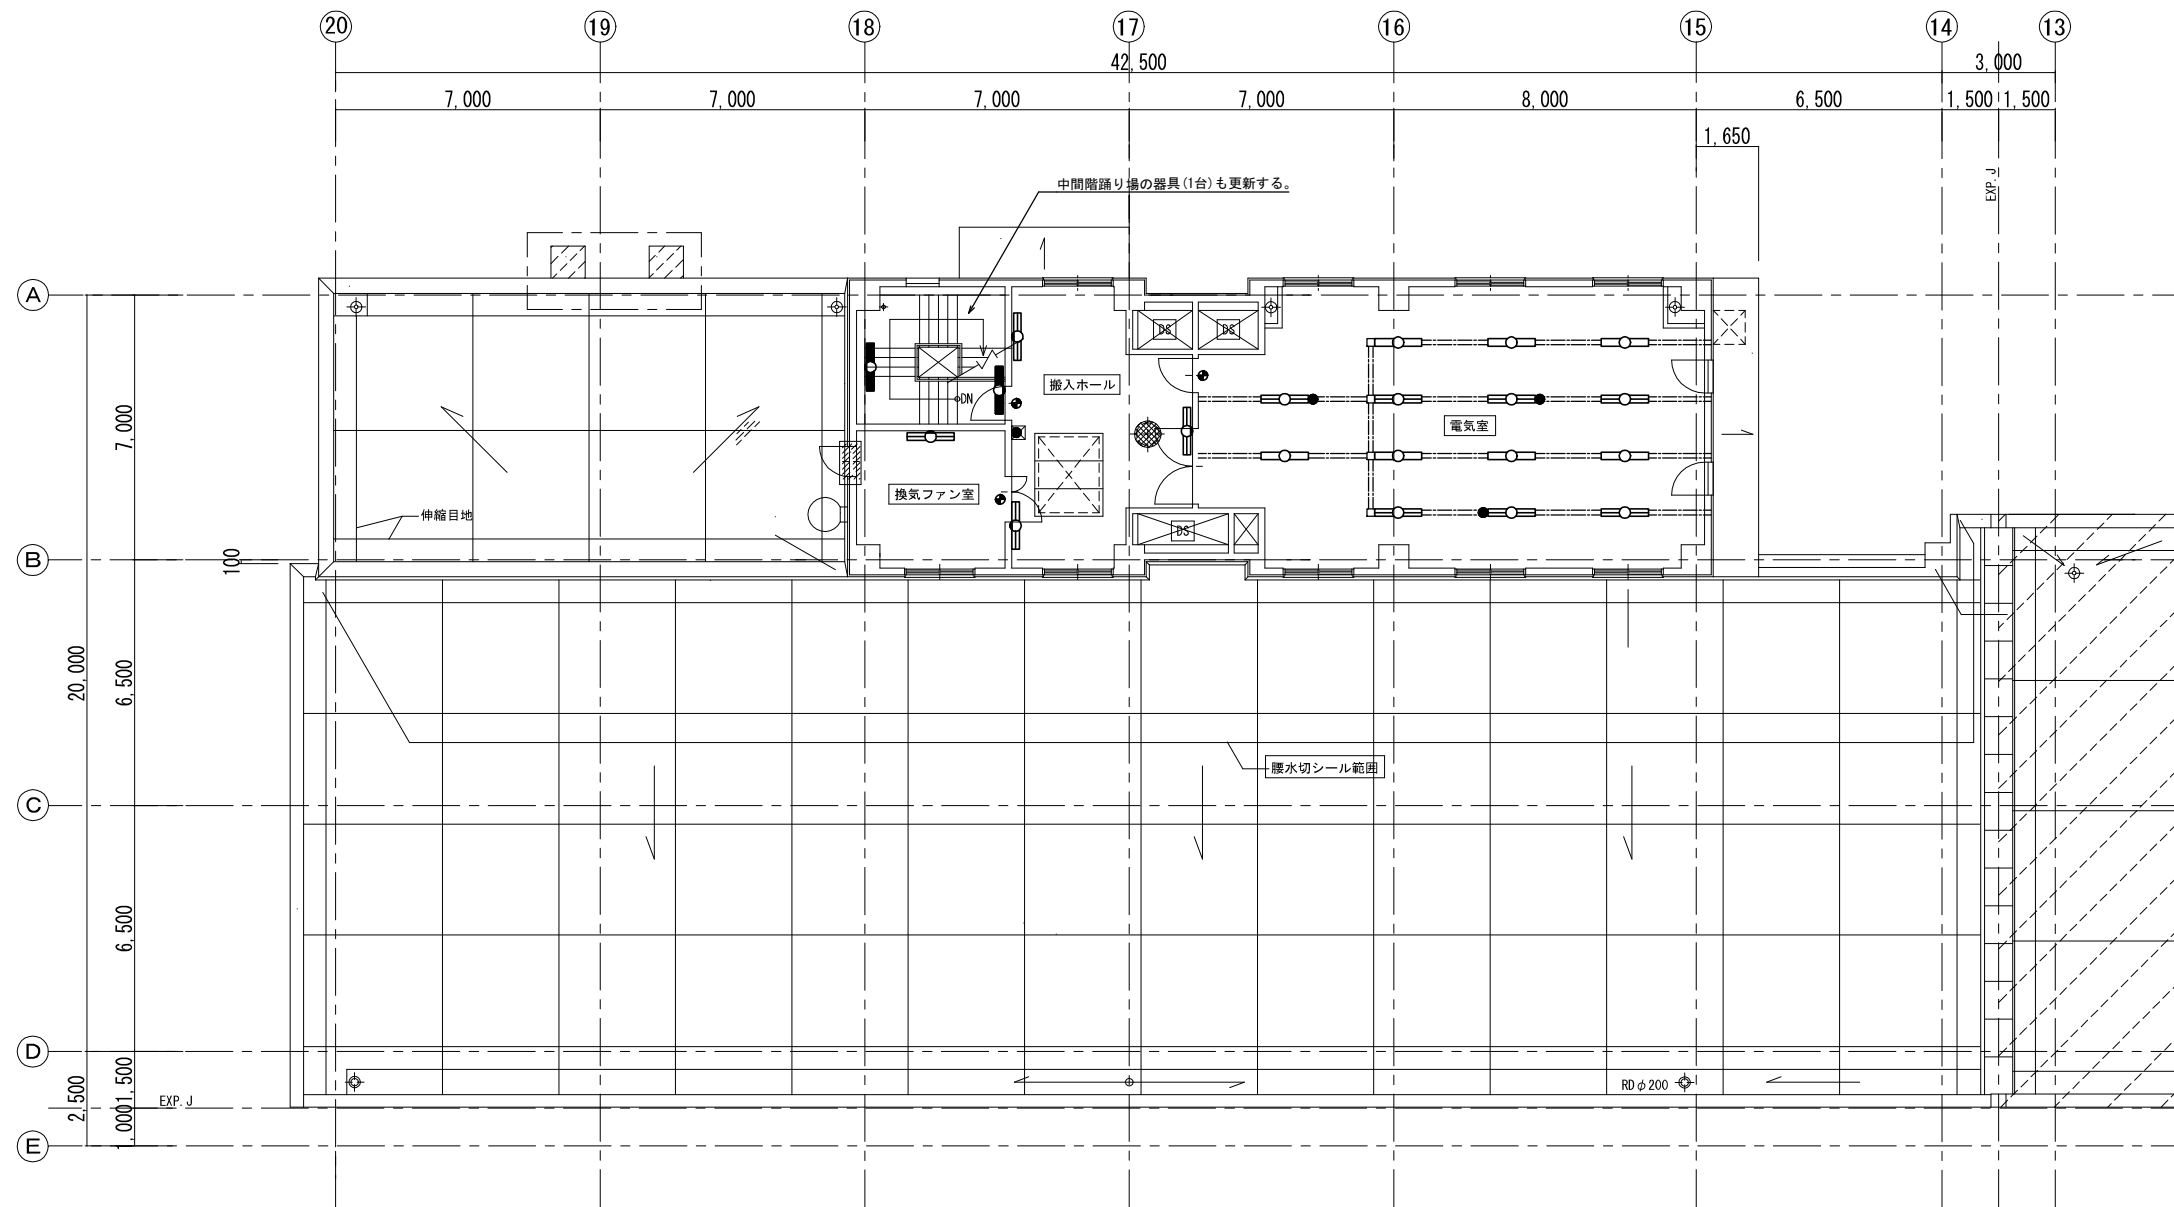 20 19 18 17 16 15 14 13
42,500 3,000
7,000 7,000 7,000 7,000 8,000 6,500 1,500 1,500
1,650
EXP.J
中間階踊り場の器具(1台)も更新する。
A
DS DS
搬入ホール
DN
電気室
7,000
換気ファン室
伸縮目地
DS
B
100
20,000
6,500
腰水切シール範囲
C
6,500
D
1,500
RDφ200
2,500
EXP.J
1,000
E